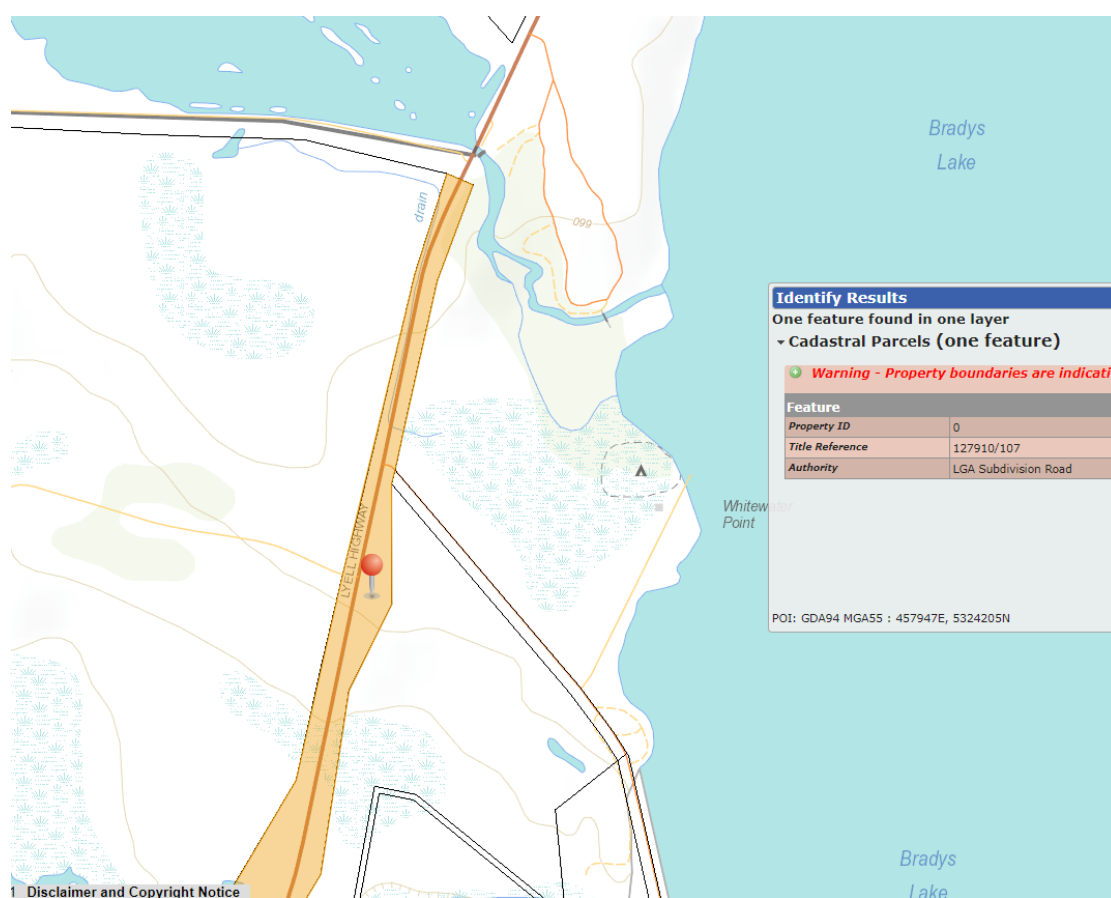 Bradys
Lake
drain
660
Identify Results
One feature found in one layer
Cadastral Parcels (one feature)
Warning - Property boundaries are indicati
Feature
Property ID 0
Title Reference 127910/107
Authority LGA Subdivision Road
LYELL HIGHWAY
Whitewater
Point
POI: GDA94 MGA55 : 457947E, 5324205N
Bradys
Lake
1 Disclaimer and Copyright Notice